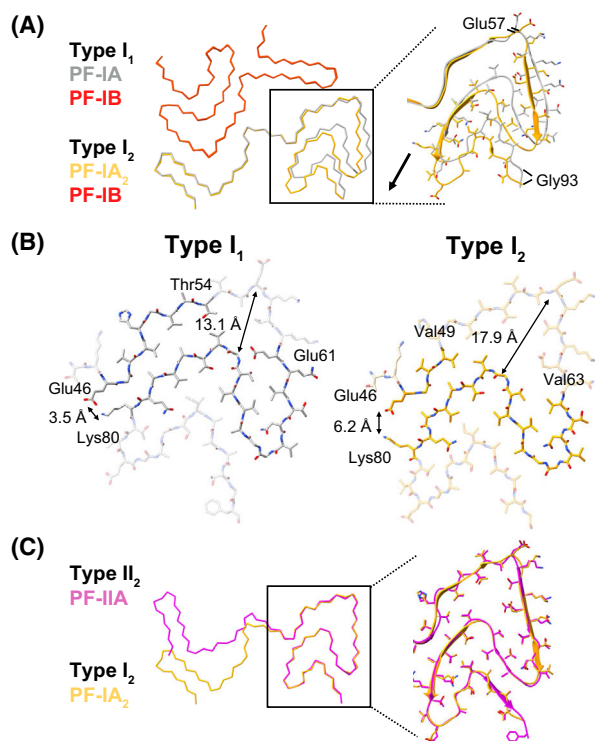 (A)
Type I₁
PF-IA
PF-IB
Type I₂
PF-IA₂
PF-IB
Glu57
Gly93
(B)
Type I₁
Thr54
13.1 Å
Glu61
Glu46
3.5 Å
Lys80
Type I₂
Val49
17.9 Å
Val63
Glu46
6.2 Å
Lys80
(C)
Type II₂
PF-IIA
Type I₂
PF-IA₂